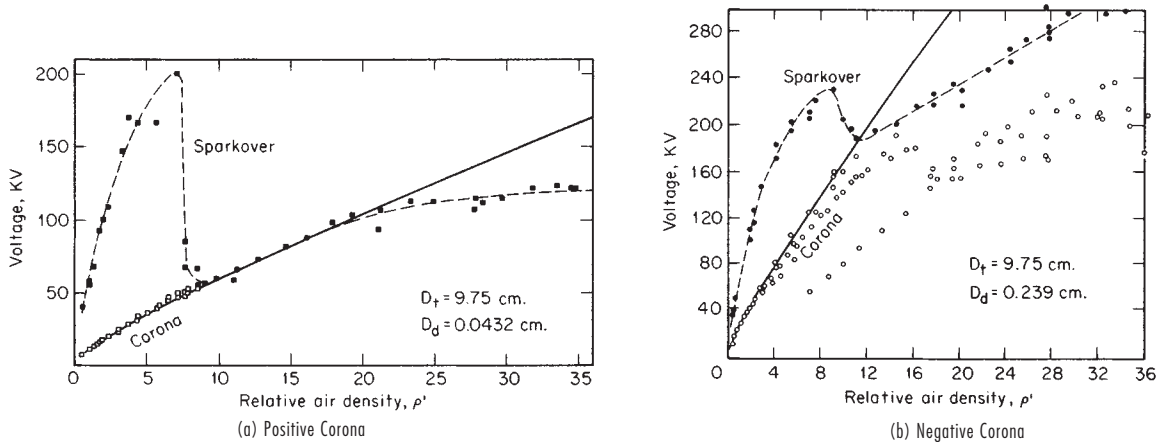 200
150
100
50
0
5
10
15
20
25
30
35
Voltage, KV
Sparkover
Corona
D_t = 9.75 cm.
D_d = 0.0432 cm.
Relative air density, ρ'
(a) Positive Corona
280
240
200
160
120
80
40
0
4
8
12
16
20
24
28
32
36
Voltage, KV
Sparkover
Corona
D_t = 9.75 cm.
D_d = 0.239 cm.
Relative air density, ρ'
(b) Negative Corona